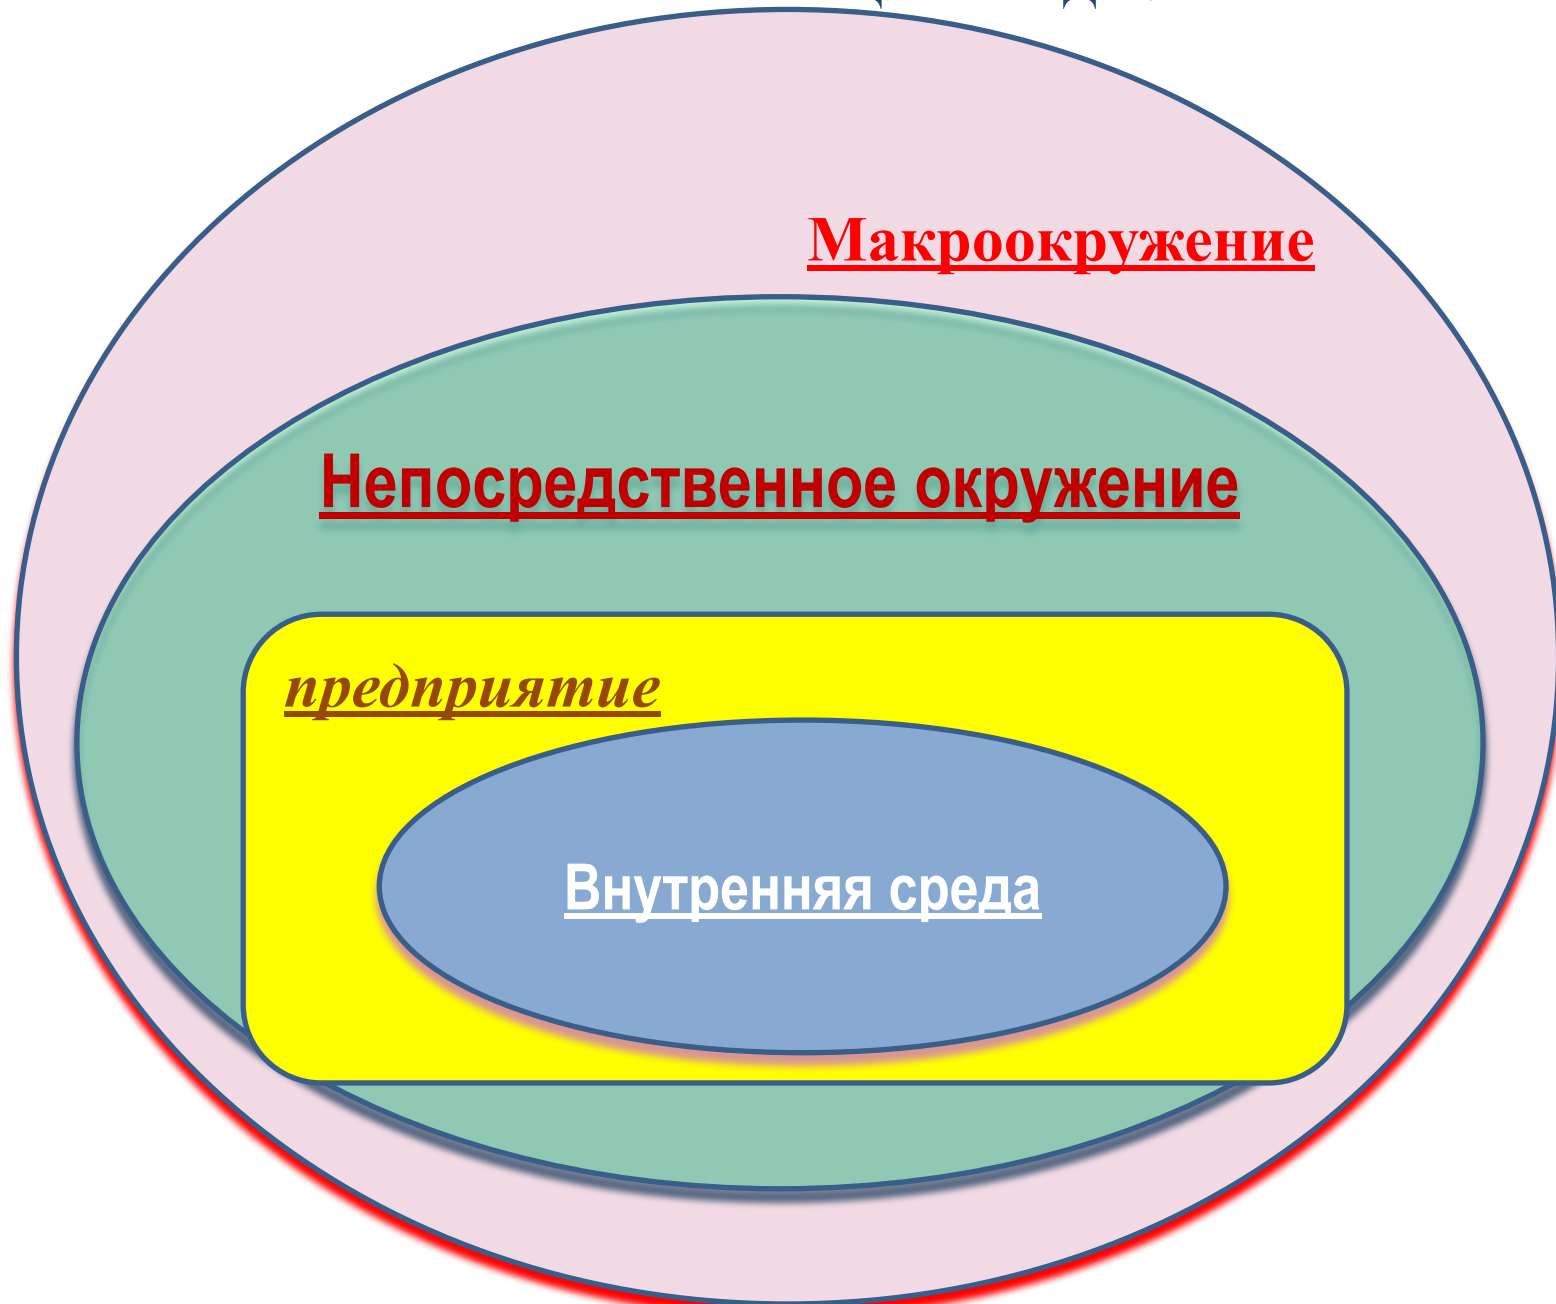 Макроокружение
Непосредственное окружение
предприятие
Внутренняя среда